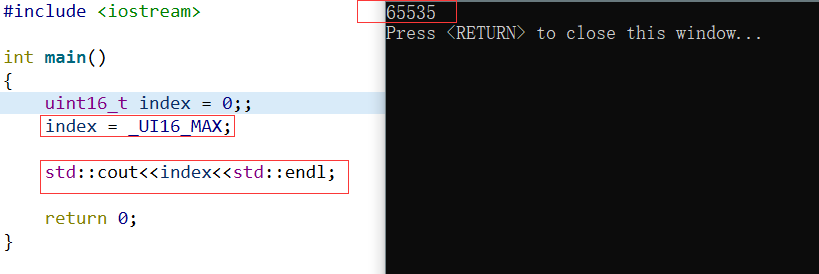 #include <iostream>
int main()
{
uint16_t index = 0;;
index = _UI16_MAX;
std::cout<<index<<std::endl;
return 0;
}
65535
Press <RETURN> to close this window...